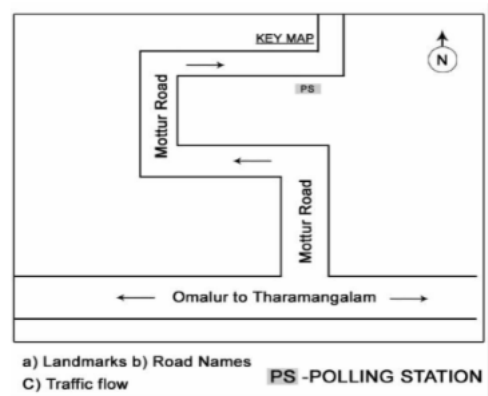 KEY MAP
N
PS
Mottur Road
Mottur Road
Omalur to Tharamangalam
a) Landmarks b) Road Names
C) Traffic flow
PS -POLLING STATION